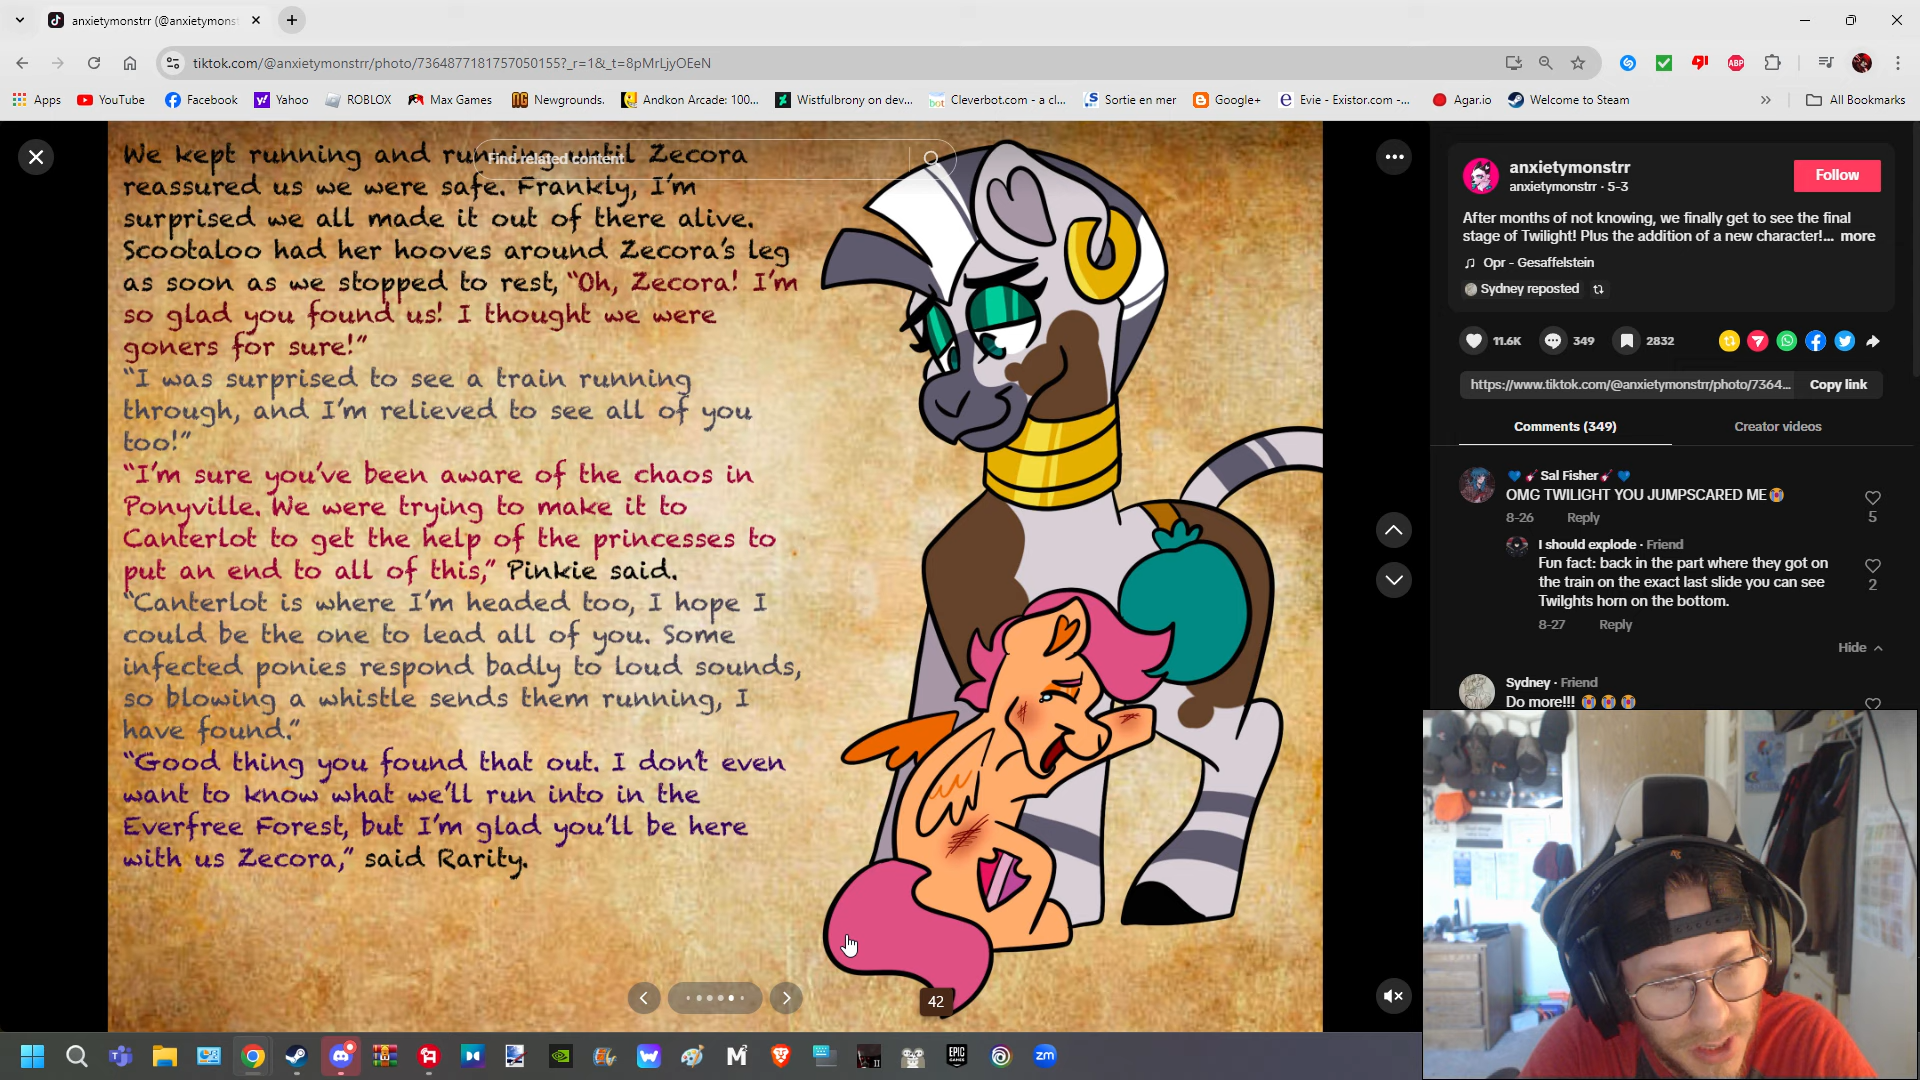 anxietymonstrr (@anxietymons
tiktok.com/@anxietymonstrr/photo/7364877181757050155?_r=1&_t=8pMrLjyOEeN
Apps YouTube Facebook Yahoo ROBLOX Max Games Newgrounds. Andkon Arcade: 100... Wistfulbrony on dev... Cleverbot.com - a cl... Sortie en mer Google+ Evie - Existor.com -... Agar.io Welcome to Steam » All Bookmarks
Find related content
We kept running and running until Zecora
reassured us we were safe. Frankly, I'm
surprised we all made it out of there alive.
Scootaloo had her hooves around Zecora's leg
as soon as we stopped to rest, "Oh, Zecora! I'm
so glad you found us! I thought we were
goners for sure!"
"I was surprised to see a train running
through, and I'm relieved to see all of you
too!"
"I'm sure you've been aware of the chaos in
Ponyville. We were trying to make it to
Canterlot to get the help of the princesses to
put an end to all of this," Pinkie said.
"Canterlot is where I'm headed too, I hope I
could be the one to lead all of you. Some
infected ponies respond badly to loud sounds,
so blowing a whistle sends them running, I
have found."
"Good thing you found that out. I don't even
want to know what we'll run into in the
Everfree Forest, but I'm glad you'll be here
with us Zecora," said Rarity.
42
anxietymonstrr
anxietymonstrr · 5-3
Follow
After months of not knowing, we finally get to see the final
stage of Twilight! Plus the addition of a new character!... more
Opr - Gesaffelstein
Sydney reposted
11.6K 349 2832
https://www.tiktok.com/@anxietymonstrr/photo/7364... Copy link
Comments (349) Creator videos
💙🎸Sal Fisher🎸💙
OMG TWILIGHT YOU JUMPSCARED ME😭
8-26 Reply
5
I should explode · Friend
Fun fact: back in the part where they got on
the train on the exact last slide you can see
Twilghts horn on the bottom.
2
8-27 Reply
Hide
Sydney · Friend
Do more!!! 😭😭😭
ABP
EPIC
GAMES
zm